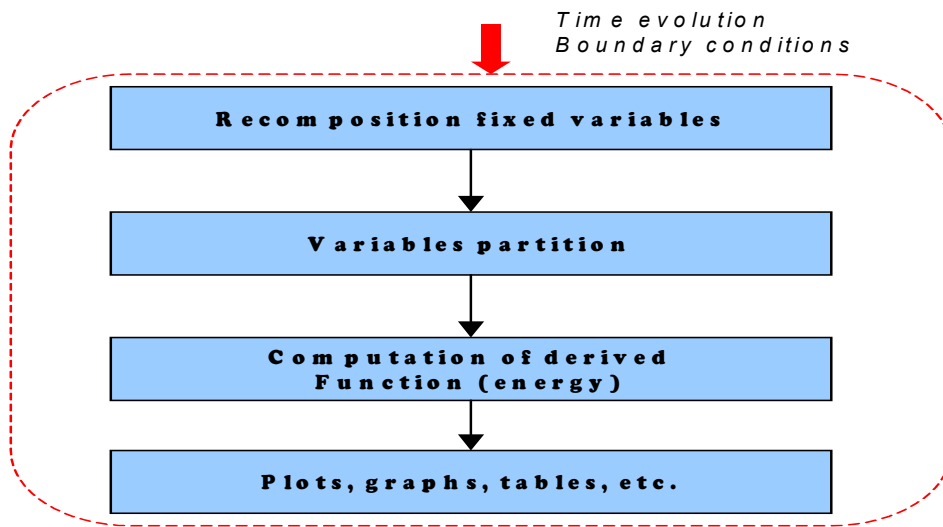 Time evolution
Boundary conditions
Recomposition fixed variables
Variables partition
Computation of derived
Function (energy)
Plots, graphs, tables, etc.